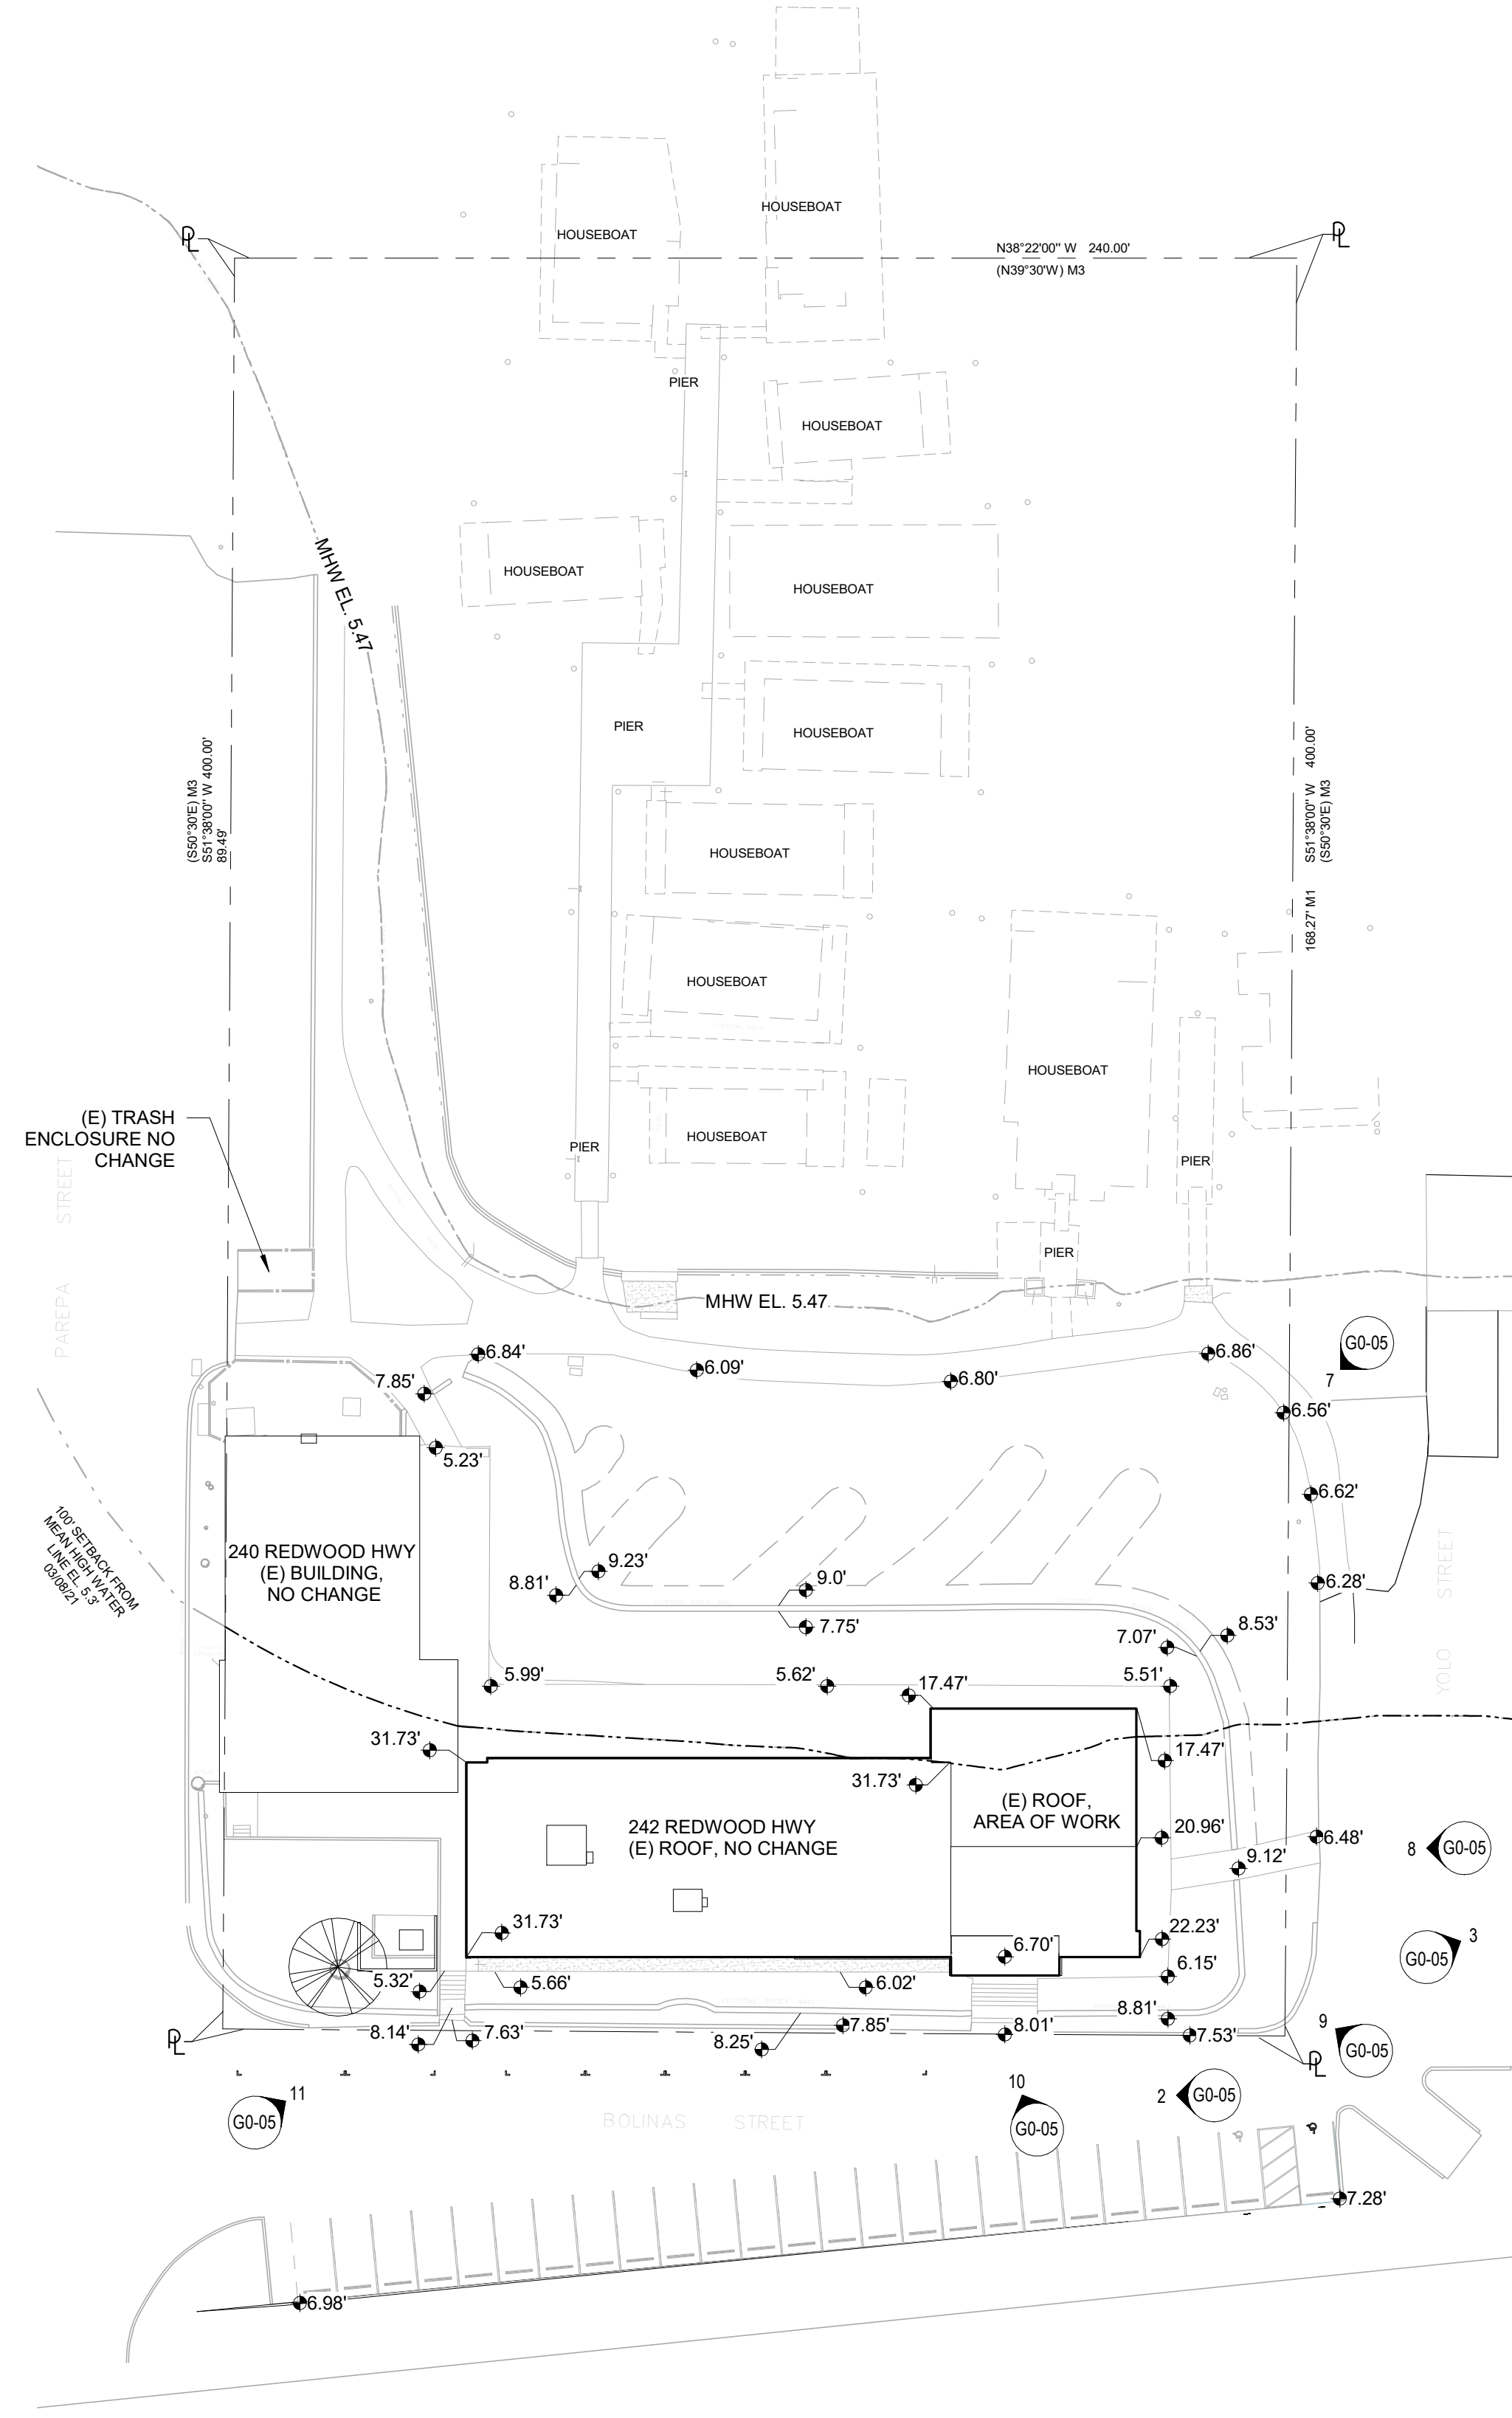 HOUSEBOAT
HOUSEBOAT
PL
PL
N38°22'00" W 240.00'
(N39°30'W) M3
PIER
HOUSEBOAT
MHW EL. 5.47
HOUSEBOAT
HOUSEBOAT
PIER
HOUSEBOAT
(S50°30'E) M3
S51°38'00" W 400.00'
89.49'
168.27' M1 S51°38'00" W 400.00'
(S50°30'E) M3
HOUSEBOAT
HOUSEBOAT
HOUSEBOAT
(E) TRASH
ENCLOSURE NO
CHANGE
HOUSEBOAT
PIER
PIER
PIER
PAREPA STREET
MHW EL. 5.47
6.84'
6.09'
6.80'
6.86'
G0-05
7
7.85'
6.56'
5.23'
6.62'
100' SETBACK FROM
MEAN HIGH WATER
LINE EL. 5.3'
03/08/21
240 REDWOOD HWY
(E) BUILDING,
NO CHANGE
9.23'
8.81'
9.0'
7.75'
6.28'
8.53'
7.07'
YOLO STREET
5.99'
5.62'
17.47'
5.51'
31.73'
17.47'
31.73'
(E) ROOF,
AREA OF WORK
242 REDWOOD HWY
(E) ROOF, NO CHANGE
20.96'
6.48'
8
G0-05
9.12'
31.73'
22.23'
6.70'
3
G0-05
5.32'
5.66'
6.02'
6.15'
8.81'
8.14'
7.63'
8.25'
7.85'
8.01'
7.53'
9
G0-05
PL
PL
11
G0-05
10
G0-05
2
G0-05
BOLINAS STREET
7.28'
6.98'